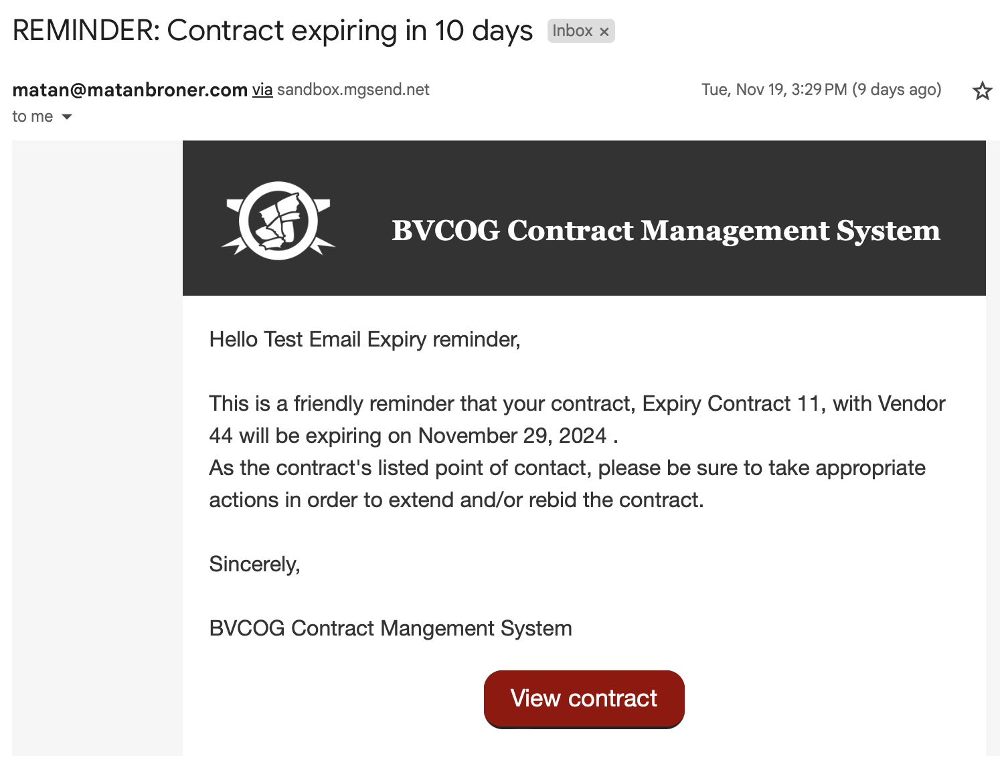 REMINDER: Contract expiring in 10 days Inbox ×
matan@matanbroner.com via sandbox.mgsend.net Tue, Nov 19, 3:29 PM (9 days ago)
to me
BVCOG Contract Management System
Hello Test Email Expiry reminder,
This is a friendly reminder that your contract, Expiry Contract 11, with Vendor
44 will be expiring on November 29, 2024 .
As the contract's listed point of contact, please be sure to take appropriate
actions in order to extend and/or rebid the contract.
Sincerely,
BVCOG Contract Mangement System
View contract